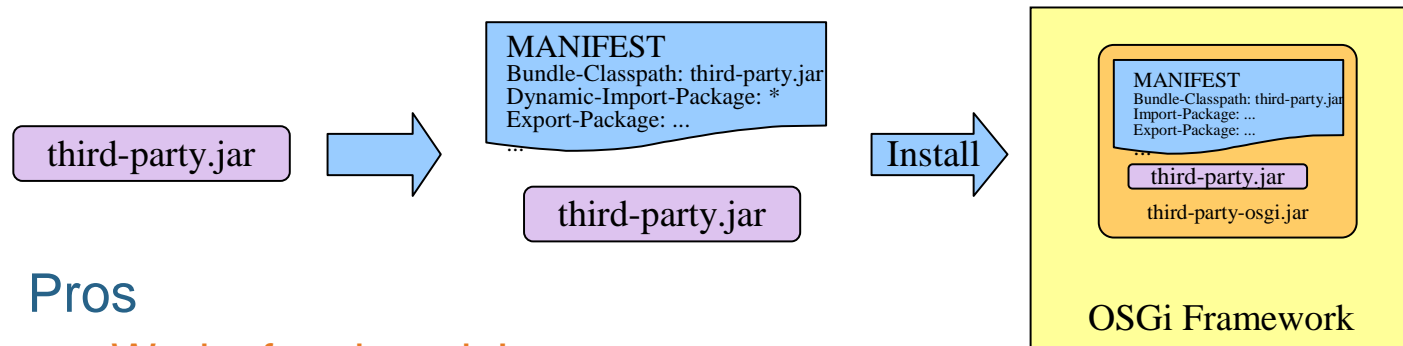 third-party.jar
MANIFEST
Bundle-Classpath: third-party.jar
Dynamic-Import-Package: *
Export-Package: ...
...
third-party.jar
Install
MANIFEST
Bundle-Classpath: third-party.jar
Import-Package: ...
Export-Package: ...
...
third-party.jar
third-party-osgi.jar
OSGi Framework
Pros